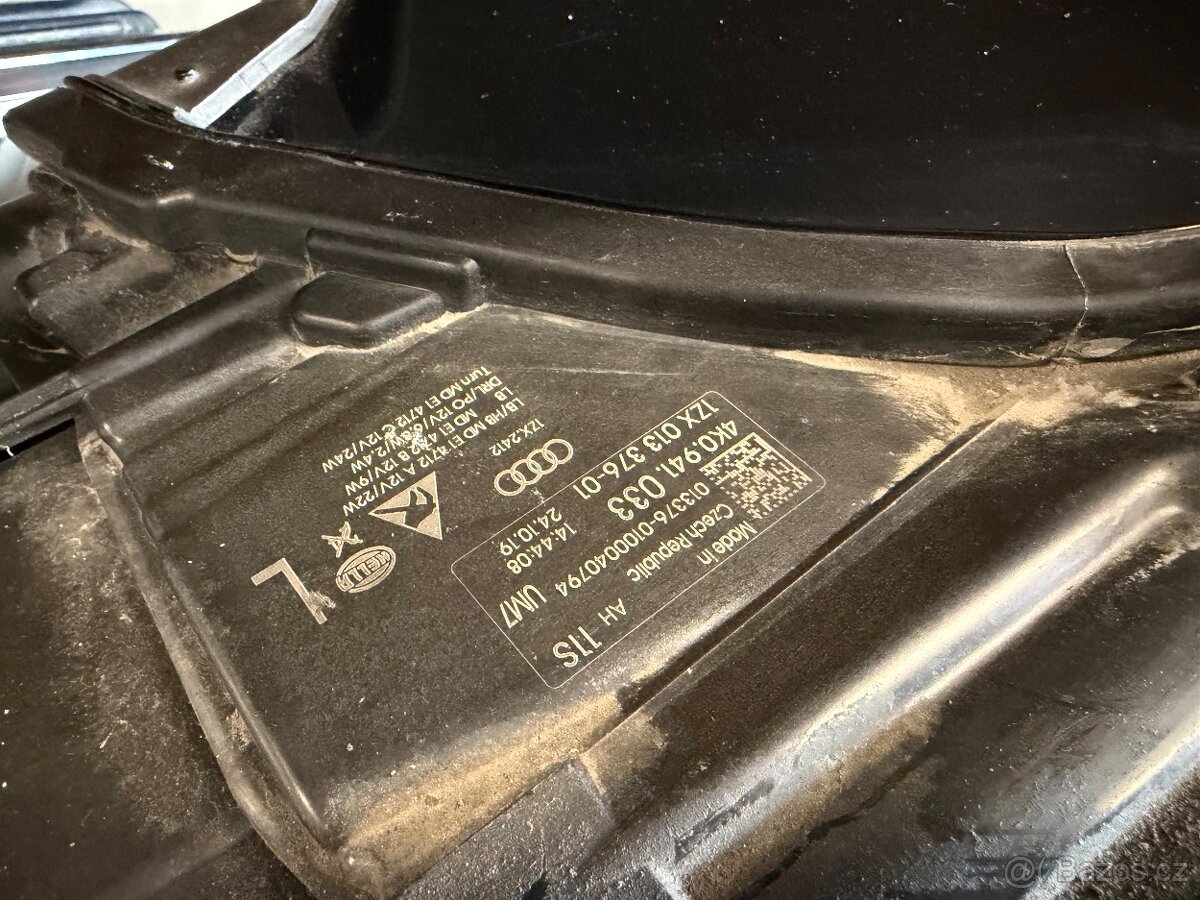 1ZX 013 376-01
4K0.941.033
013376-0100040794 UM7
Made in
Czech Republic
AH 11S
14:44:08
24.10.19
1ZX.2412
LB/HB MD E1 4712 A 12V/22W
LB MD E1 4712 B 12V/9W
DRL/PO 12V/6.8W/2.4W
Turn MD E1 4712 C 12V/24W
HELLA
L
@( Bazos.cz